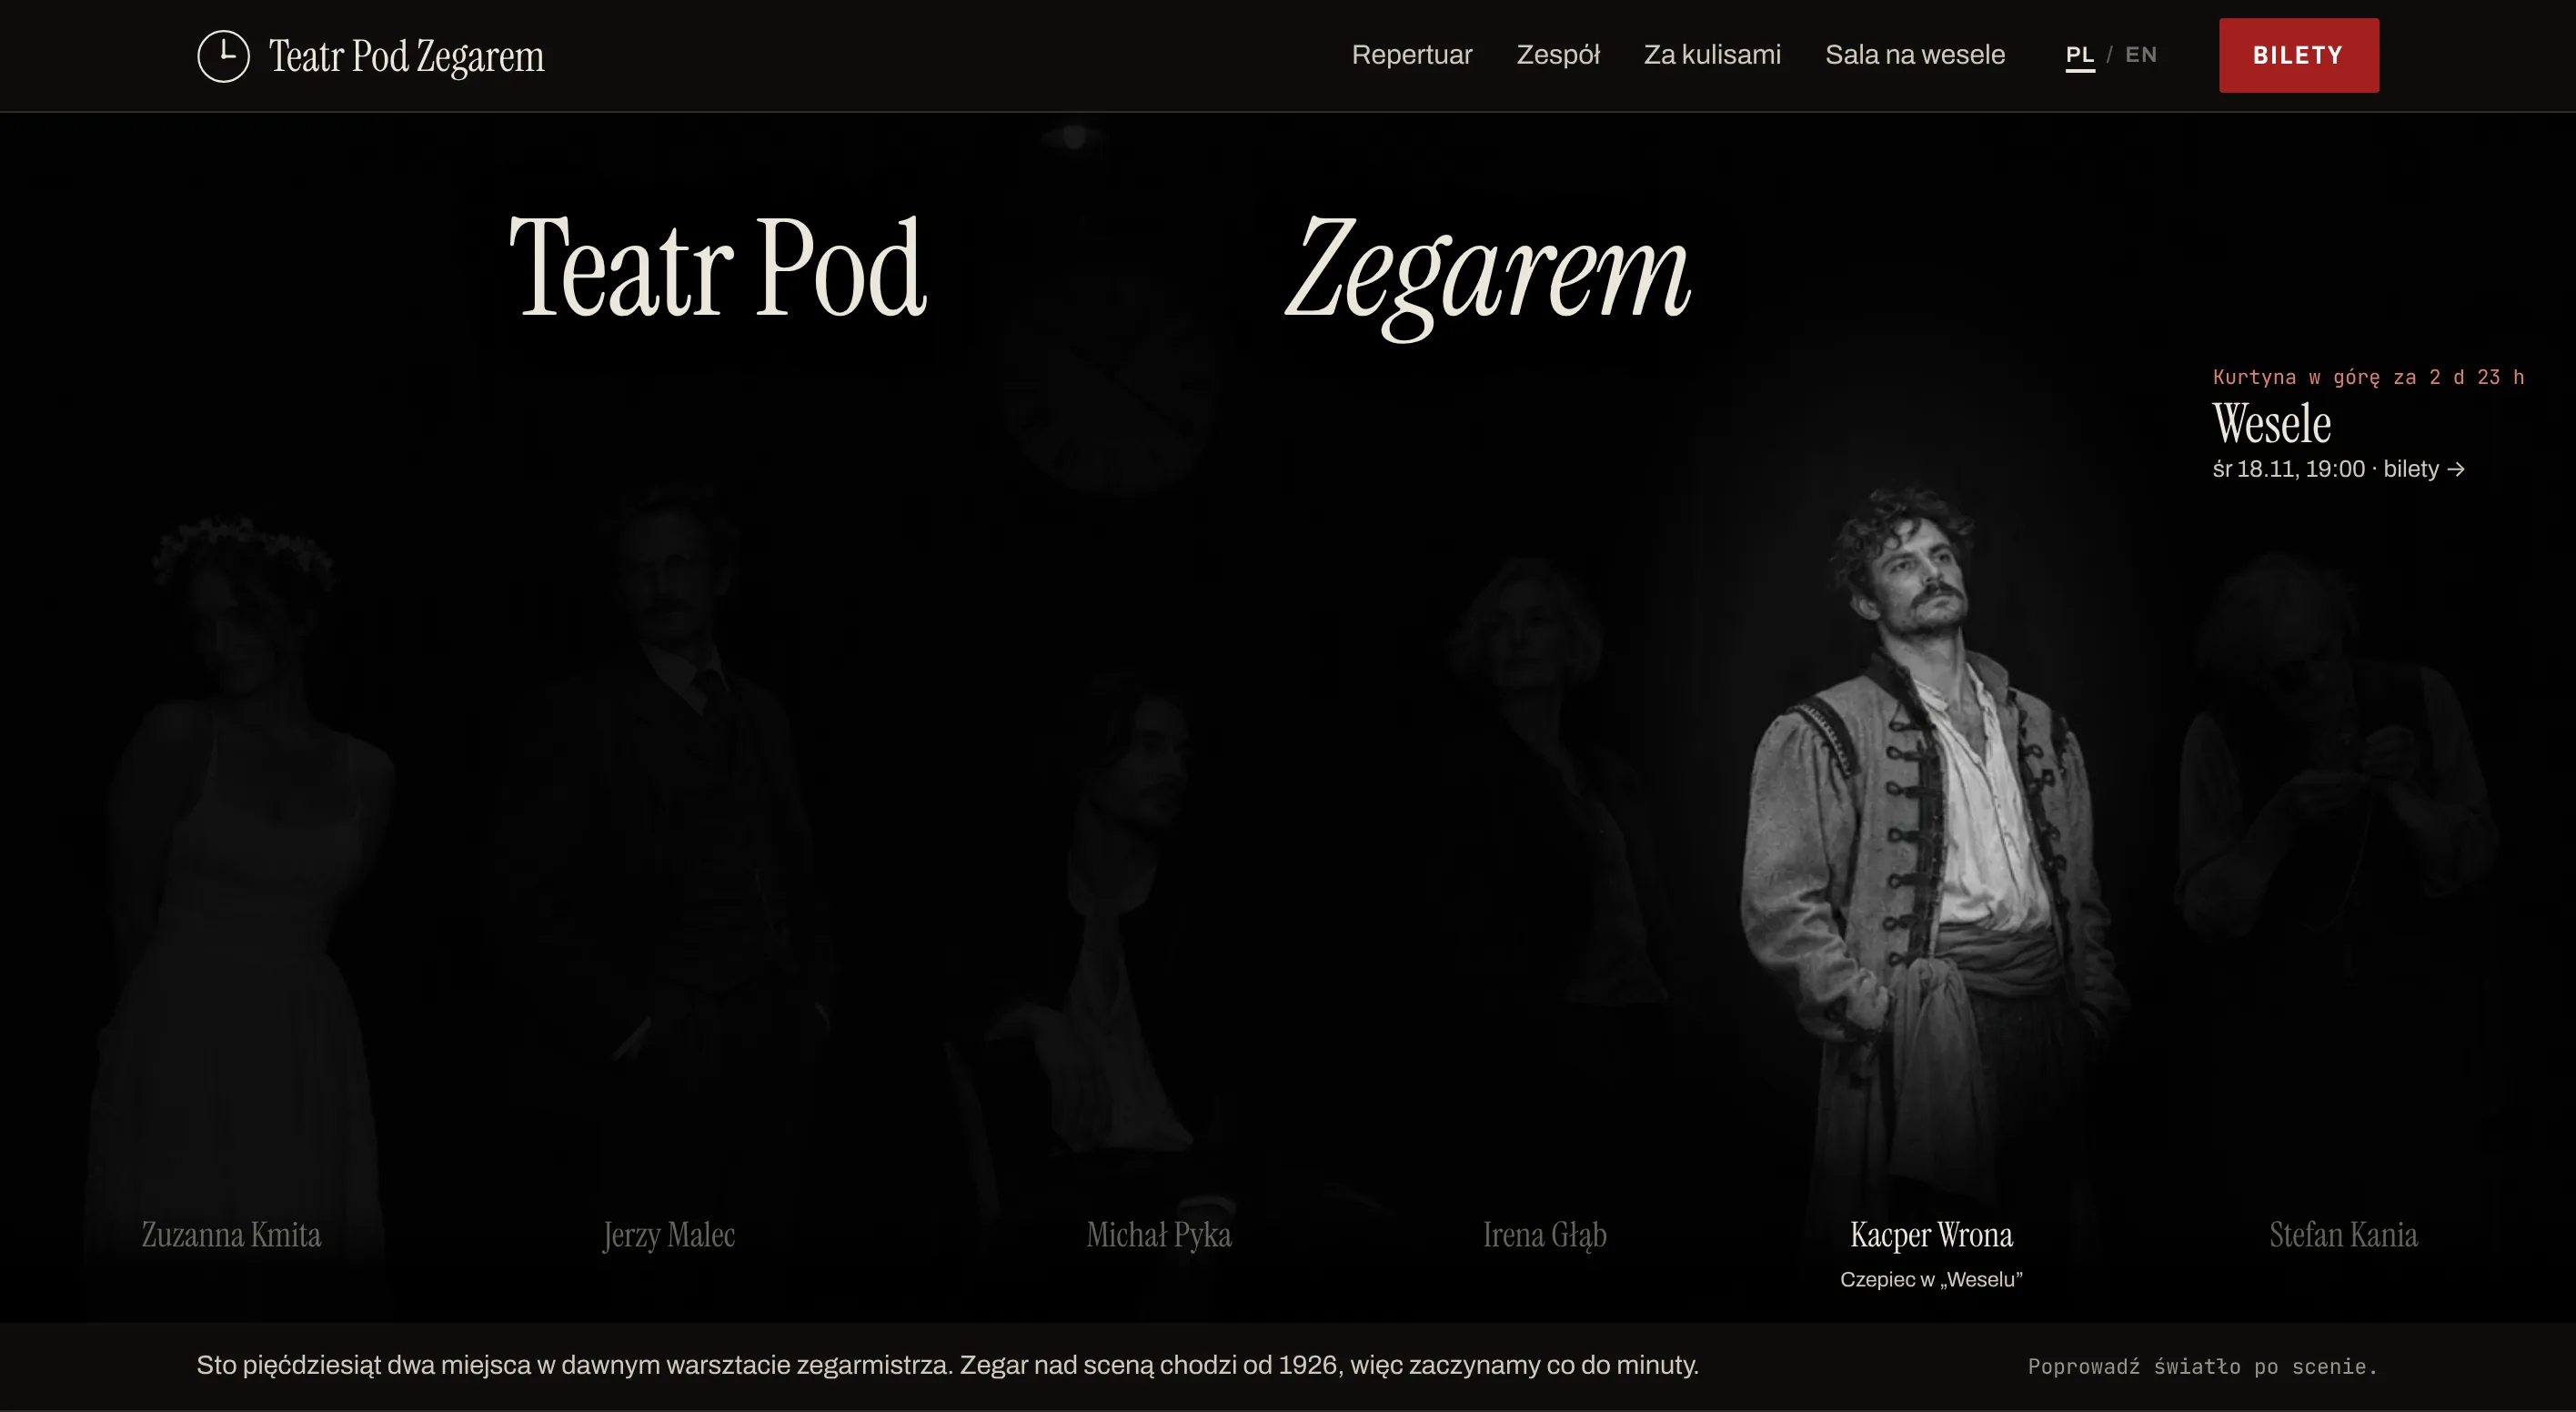 Teatr Pod Zegarem
Repertuar
Zespół
Za kulisami
Sala na wesele
PL / EN
BILETY
Teatr Pod Zegarem
Kurtyna w górę za 2 d 23 h
Wesele
śr 18.11, 19:00 · bilety →
Zuzanna Kmita
Jerzy Malec
Michał Pyka
Irena Głąb
Kacper Wrona
Czepiec w „Weselu”
Stefan Kania
Sto pięćdziesiąt dwa miejsca w dawnym warsztacie zegarmistrza. Zegar nad sceną chodzi od 1926, więc zaczynamy co do minuty.
Poprowadź światło po scenie.